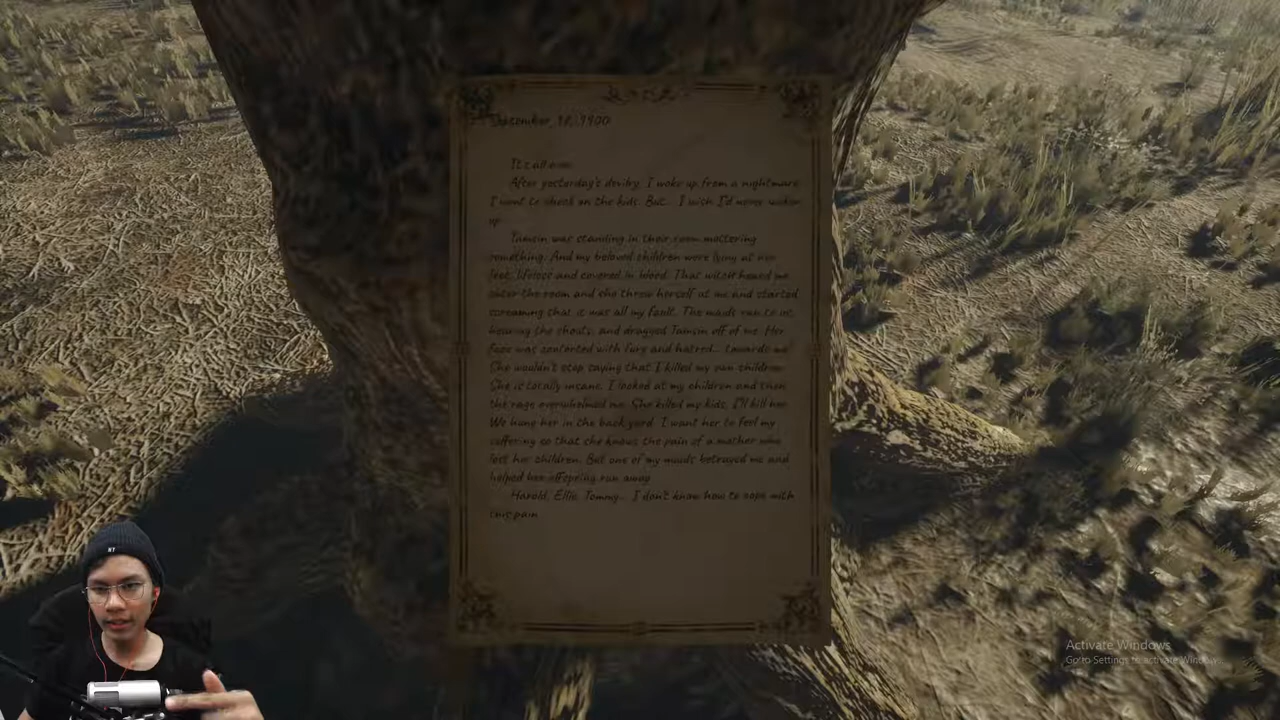 It's all over.
After yesterday's devilry, I woke up from a nightmare.
I went to check on the kids. But... I wish I'd never woken
up.
Tamsin was standing in their room muttering
something. And my beloved children were lying at her
feet, lifeless and covered in blood. That witch heard me
enter the room and she threw herself at me and started
screaming that it was all my fault. The maids ran to us,
hearing the shouts, and dragged Tamsin off of me. Her
face was contorted with fury and hatred... towards me.
She wouldn't stop saying that I killed my own children.
She is totally insane. I looked at my children and then
the rage overwhelmed me. She killed my kids, I'll kill her.
We hung her in the back yard. I want her to feel my
suffering so that she knows the pain of a mother who
lost her children. But one of my maids betrayed me and
helped her offspring run away.
Harold, Ellie, Tommy... I don't know how to cope with
this pain.
Activate Windows
Go to Settings to activate Windows.